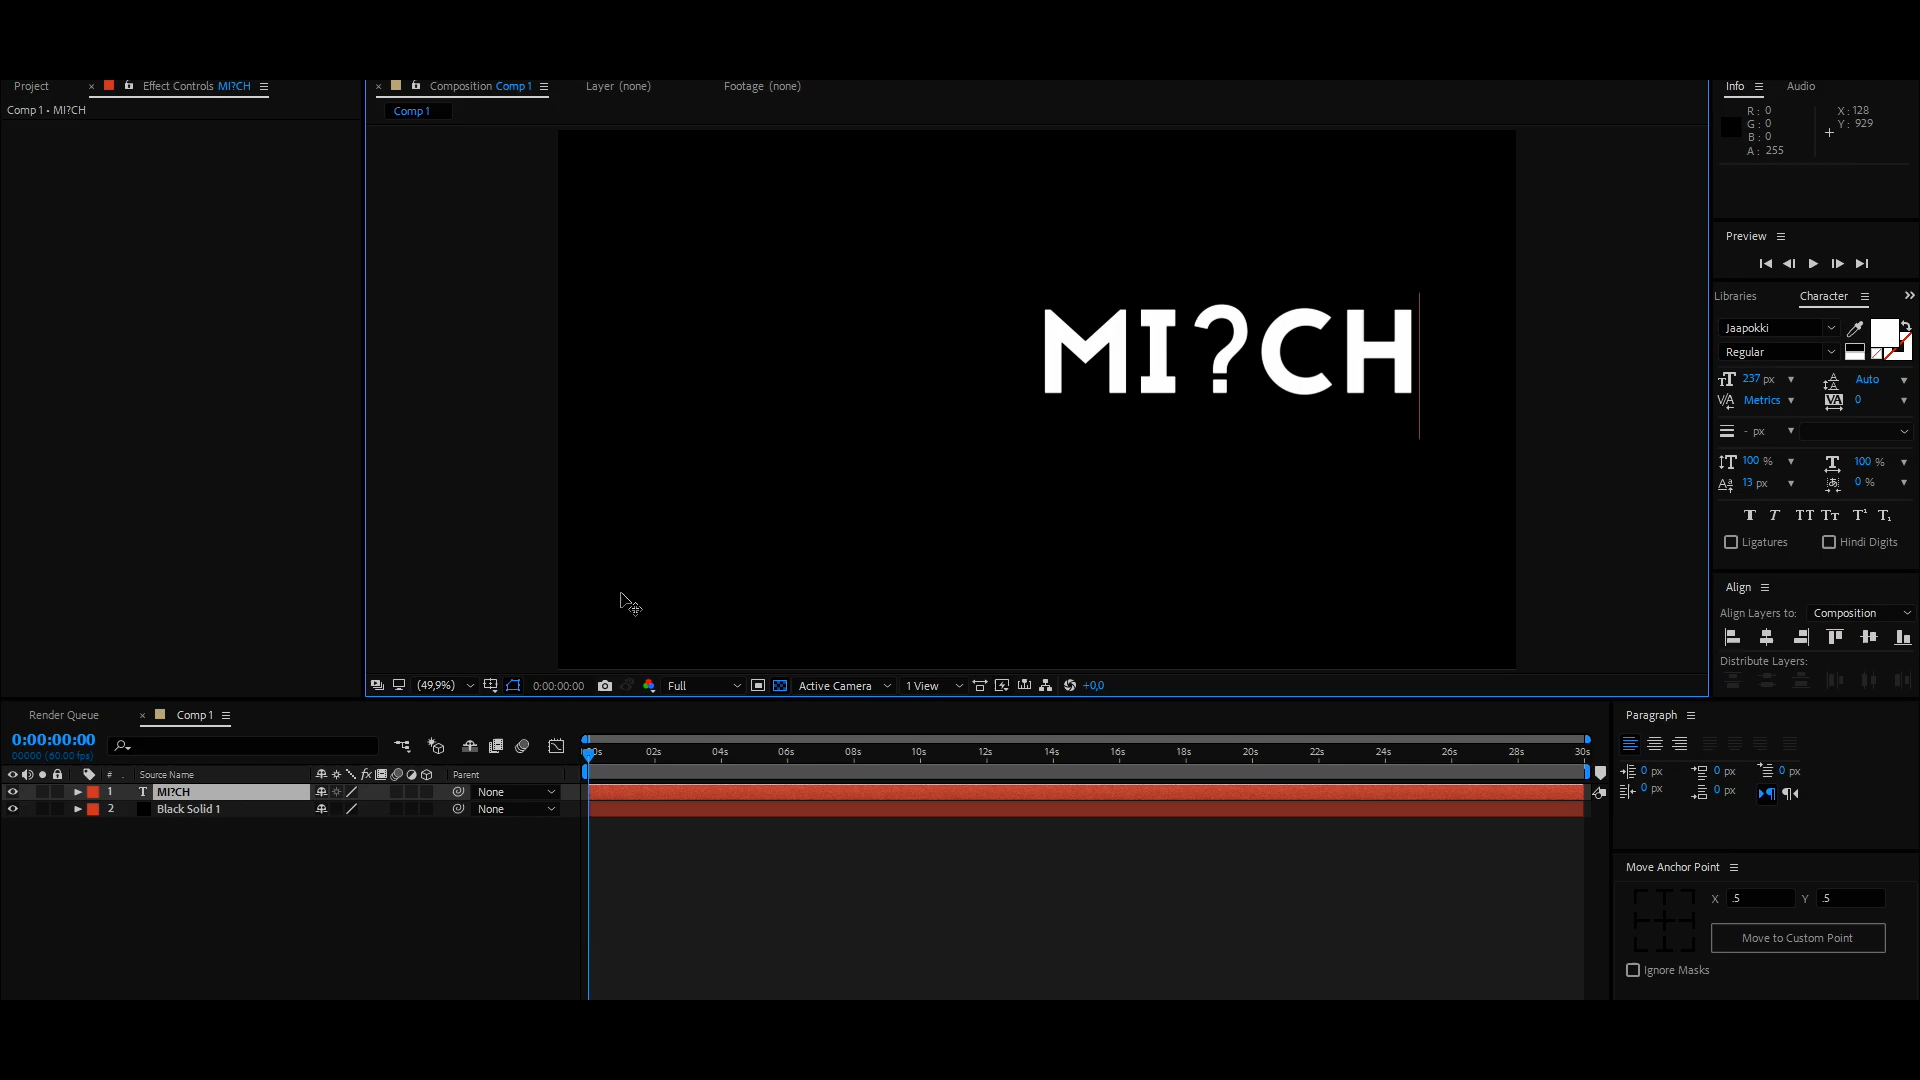 Project
Effect Controls MI?CH
Composition Comp 1
Layer (none)
Footage (none)
Info
Audio
Comp 1 • MI?CH
Comp 1
R: 0
G: 0
B: 0
A: 255
X: 128
Y: 929
MI?CH
Preview
Libraries
Character
Jaapokki
Regular
237 px
Auto
Metrics
0
- px
100 %
100 %
13 px
0 %
Ligatures
Hindi Digits
Align
Align Layers to:
Composition
Distribute Layers:
(49,9%)
0:00:00:00
Full
Active Camera
1 View
+0,0
Render Queue
Comp 1
0:00:00:00
00000 (60.00 fps)
02s 04s 06s 08s 10s 12s 14s 16s 18s 20s 22s 24s 26s 28s 30s
# Source Name Parent
1 MI?CH None
2 Black Solid 1 None
Paragraph
0 px 0 px 0 px
0 px 0 px
Move Anchor Point
X .5 Y .5
Move to Custom Point
Ignore Masks